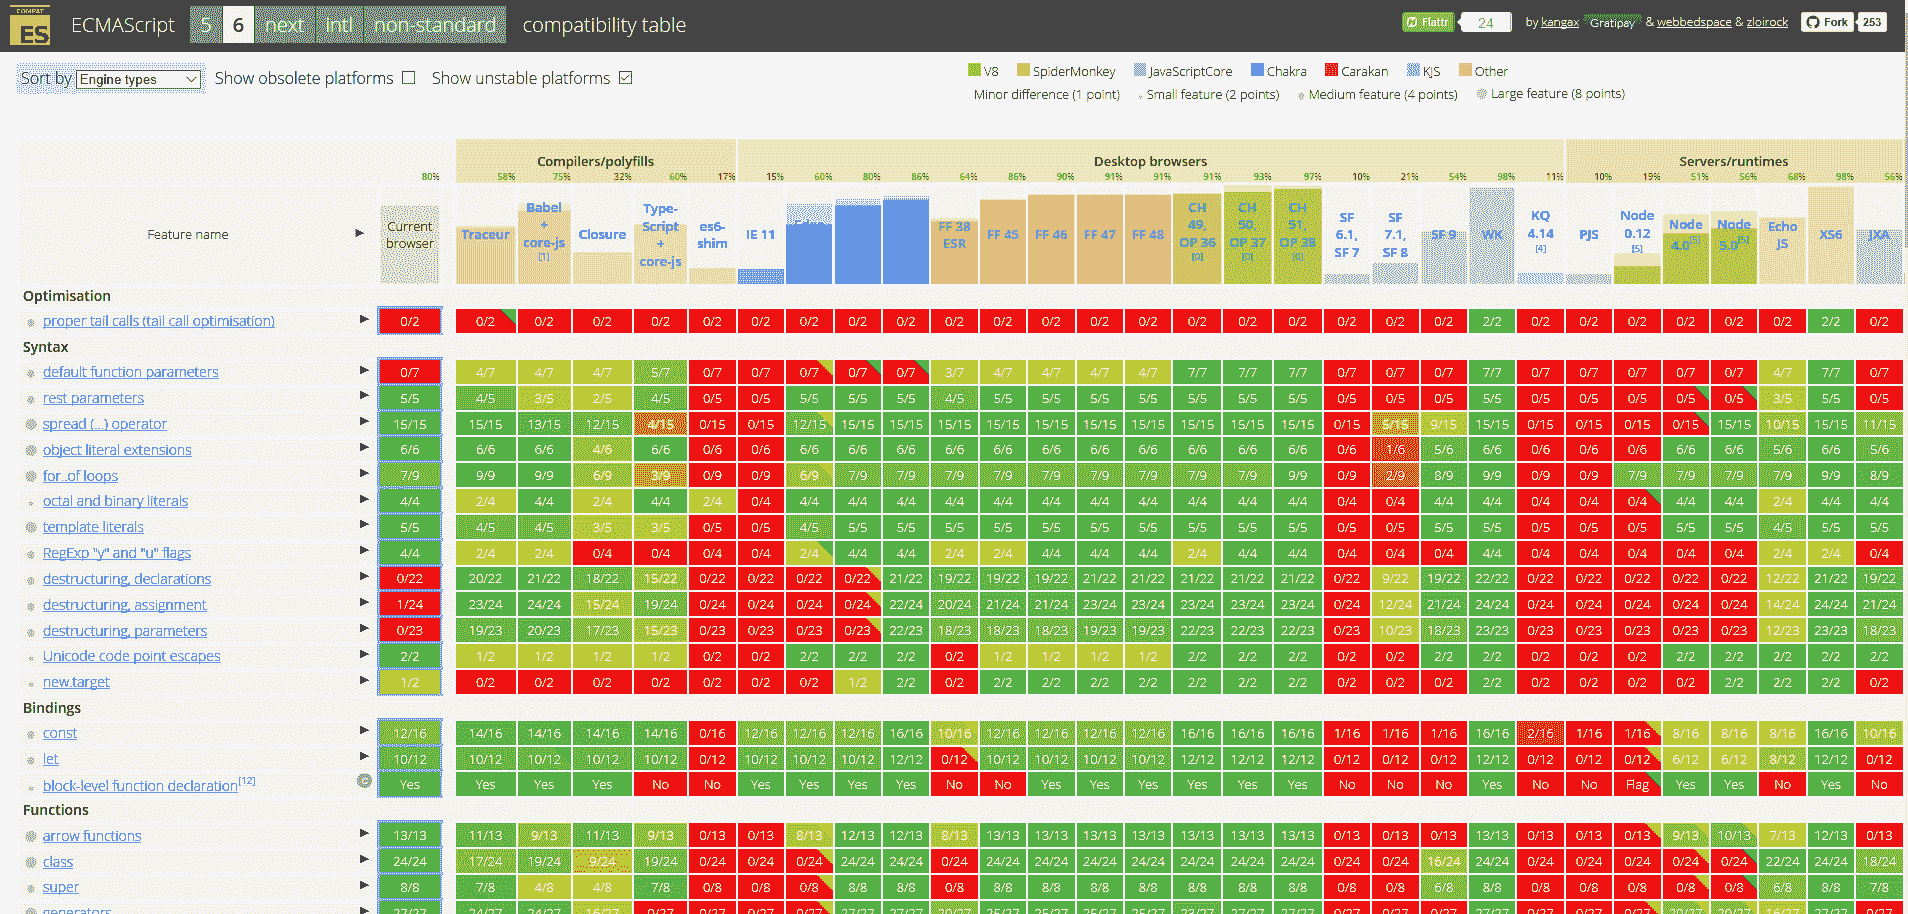 COMPAT ES ECMAScript 5 6 next intl non-standard compatibility table Flattr 24 by kangax Gratipay & webbedspace & zloirock Fork 253
Sort by Engine types Show obsolete platforms Show unstable platforms
V8 SpiderMonkey JavaScriptCore Chakra Carakan KJS Other
Minor difference (1 point) Small feature (2 points) Medium feature (4 points) Large feature (8 points)
Compilers/polyfills Desktop browsers Servers/runtimes
80% 58% 75% 32% 60% 17% 15% 60% 80% 86% 64% 86% 90% 91% 91% 91% 93% 97% 10% 21% 54% 98% 11% 10% 19% 51% 56% 68% 98% 56%
Feature name Current browser Traceur Babel + core-js [1] Closure Type-Script + core-js es6-shim IE 11 FF 38 ESR FF 45 FF 46 FF 47 FF 48 CH 49, OP 36 [0] CH 50, OP 37 [0] CH 51, OP 38 [0] SF 6.1, SF 7 SF 7.1, SF 8 SF 9 WK KQ 4.14 [4] PJS Node 0.12 [5] Node 4.0[5] Node 5.0[5] Echo JS XS6 JXA
Optimisation
proper tail calls (tail call optimisation) 0/2 0/2 0/2 0/2 0/2 0/2 0/2 0/2 0/2 0/2 0/2 0/2 0/2 0/2 0/2 0/2 0/2 0/2 0/2 0/2 0/2 2/2 0/2 0/2 0/2 0/2 0/2 0/2 2/2 0/2
Syntax
default function parameters 0/7 4/7 4/7 4/7 5/7 0/7 0/7 0/7 0/7 0/7 3/7 4/7 4/7 4/7 4/7 7/7 7/7 7/7 0/7 0/7 0/7 7/7 0/7 0/7 0/7 0/7 0/7 4/7 7/7 0/7
rest parameters 5/5 4/5 3/5 2/5 4/5 0/5 0/5 5/5 5/5 5/5 4/5 5/5 5/5 5/5 5/5 5/5 5/5 5/5 0/5 0/5 0/5 5/5 0/5 0/5 0/5 0/5 0/5 3/5 5/5 0/5
spread (...) operator 15/15 15/15 13/15 12/15 4/15 0/15 0/15 12/15 15/15 15/15 15/15 15/15 15/15 15/15 15/15 15/15 15/15 15/15 0/15 5/15 9/15 15/15 0/15 0/15 0/15 0/15 15/15 10/15 15/15 11/15
object literal extensions 6/6 6/6 6/6 4/6 6/6 0/6 0/6 6/6 6/6 6/6 6/6 6/6 6/6 6/6 6/6 6/6 6/6 6/6 0/6 1/6 5/6 6/6 0/6 0/6 0/6 6/6 6/6 5/6 6/6 5/6
for..of loops 7/9 9/9 9/9 6/9 3/9 0/9 0/9 6/9 7/9 7/9 7/9 7/9 7/9 7/9 7/9 7/9 7/9 9/9 0/9 2/9 8/9 9/9 0/9 0/9 7/9 7/9 7/9 7/9 9/9 8/9
octal and binary literals 4/4 2/4 4/4 2/4 4/4 2/4 0/4 4/4 4/4 4/4 4/4 4/4 4/4 4/4 4/4 4/4 4/4 4/4 0/4 0/4 4/4 4/4 0/4 0/4 0/4 4/4 4/4 2/4 4/4 4/4
template literals 5/5 4/5 4/5 3/5 3/5 0/5 0/5 4/5 5/5 5/5 5/5 5/5 5/5 5/5 5/5 5/5 5/5 5/5 0/5 0/5 5/5 5/5 0/5 0/5 0/5 5/5 5/5 4/5 5/5 5/5
RegExp "y" and "u" flags 4/4 2/4 2/4 0/4 0/4 0/4 0/4 2/4 4/4 4/4 2/4 2/4 4/4 4/4 4/4 2/4 4/4 4/4 0/4 0/4 0/4 4/4 0/4 0/4 0/4 0/4 0/4 2/4 2/4 0/4
destructuring, declarations 0/22 20/22 21/22 18/22 15/22 0/22 0/22 0/22 0/22 21/22 19/22 19/22 19/22 21/22 21/22 21/22 21/22 21/22 0/22 9/22 19/22 22/22 0/22 0/22 0/22 0/22 0/22 12/22 21/22 19/22
destructuring, assignment 1/24 23/24 24/24 15/24 19/24 0/24 0/24 0/24 0/24 22/24 20/24 21/24 21/24 23/24 23/24 23/24 23/24 23/24 0/24 12/24 21/24 24/24 0/24 0/24 0/24 0/24 0/24 14/24 24/24 21/24
destructuring, parameters 0/23 19/23 20/23 17/23 15/23 0/23 0/23 0/23 0/23 22/23 18/23 18/23 18/23 19/23 19/23 22/23 22/23 22/23 0/23 10/23 18/23 23/23 0/23 0/23 0/23 0/23 0/23 12/23 23/23 18/23
Unicode code point escapes 2/2 1/2 1/2 1/2 1/2 0/2 0/2 2/2 2/2 2/2 0/2 1/2 1/2 1/2 1/2 2/2 2/2 2/2 0/2 0/2 2/2 2/2 0/2 0/2 0/2 2/2 2/2 2/2 2/2 2/2
new.target 1/2 0/2 0/2 0/2 0/2 0/2 0/2 0/2 1/2 2/2 0/2 2/2 2/2 2/2 2/2 2/2 2/2 2/2 0/2 0/2 0/2 2/2 0/2 0/2 0/2 0/2 2/2 2/2 2/2 0/2
Bindings
const 12/16 14/16 14/16 14/16 14/16 0/16 12/16 12/16 12/16 16/16 10/16 12/16 12/16 12/16 12/16 16/16 16/16 16/16 1/16 1/16 1/16 16/16 2/16 1/16 1/16 8/16 8/16 8/16 16/16 10/16
let 10/12 10/12 10/12 10/12 10/12 0/12 10/12 10/12 10/12 12/12 0/12 10/12 10/12 10/12 10/12 12/12 12/12 12/12 0/12 0/12 0/12 12/12 0/12 0/12 0/12 6/12 6/12 8/12 12/12 0/12
block-level function declaration[12] Yes Yes Yes Yes No No Yes Yes Yes Yes No No Yes Yes Yes Yes Yes Yes No No No Yes No No Flag Yes Yes No Yes No
Functions
arrow functions 13/13 11/13 9/13 11/13 9/13 0/13 0/13 8/13 12/13 12/13 8/13 13/13 13/13 13/13 13/13 13/13 13/13 13/13 0/13 0/13 0/13 13/13 0/13 0/13 0/13 9/13 10/13 7/13 12/13 0/13
class 24/24 17/24 19/24 9/24 19/24 0/24 0/24 0/24 24/24 24/24 0/24 24/24 24/24 24/24 24/24 24/24 24/24 24/24 0/24 0/24 16/24 24/24 0/24 0/24 0/24 0/24 0/24 22/24 24/24 18/24
super 8/8 7/8 4/8 4/8 7/8 0/8 0/8 0/8 8/8 8/8 0/8 8/8 8/8 8/8 8/8 8/8 8/8 8/8 0/8 0/8 6/8 8/8 0/8 0/8 0/8 0/8 0/8 6/8 8/8 7/8
generators